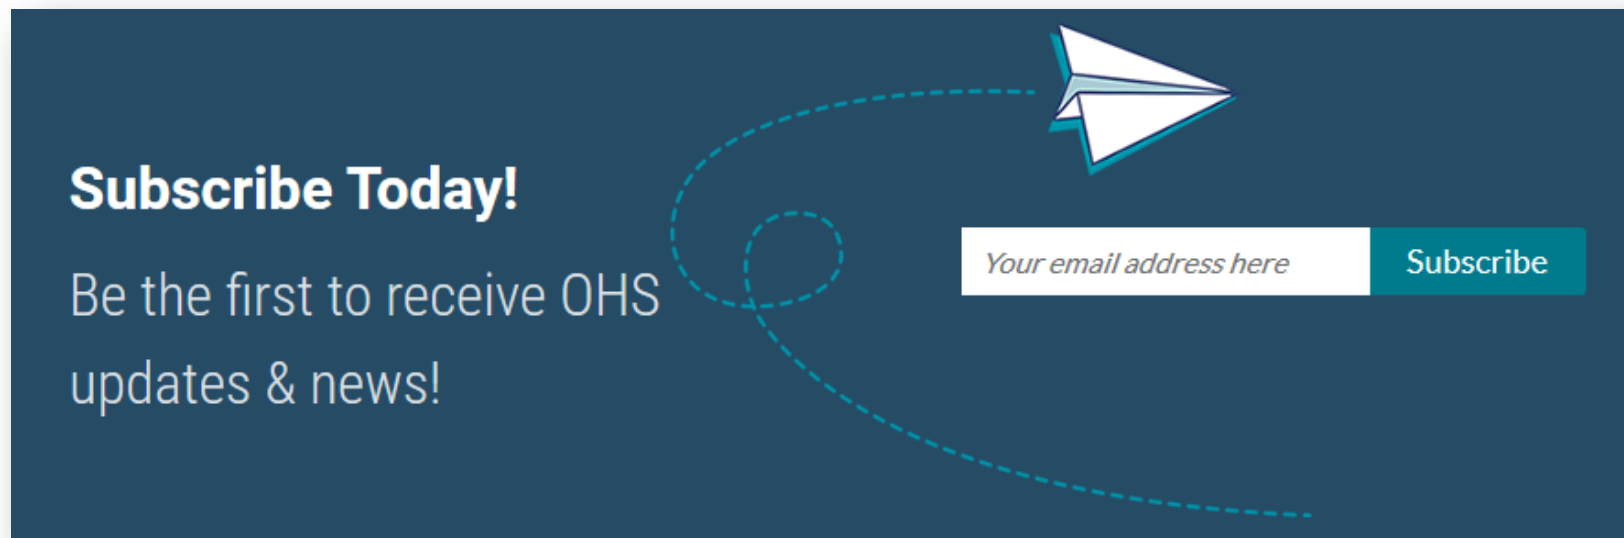 Subscribe Today!
Be the first to receive OHS
updates & news!
Your email address here
Subscribe